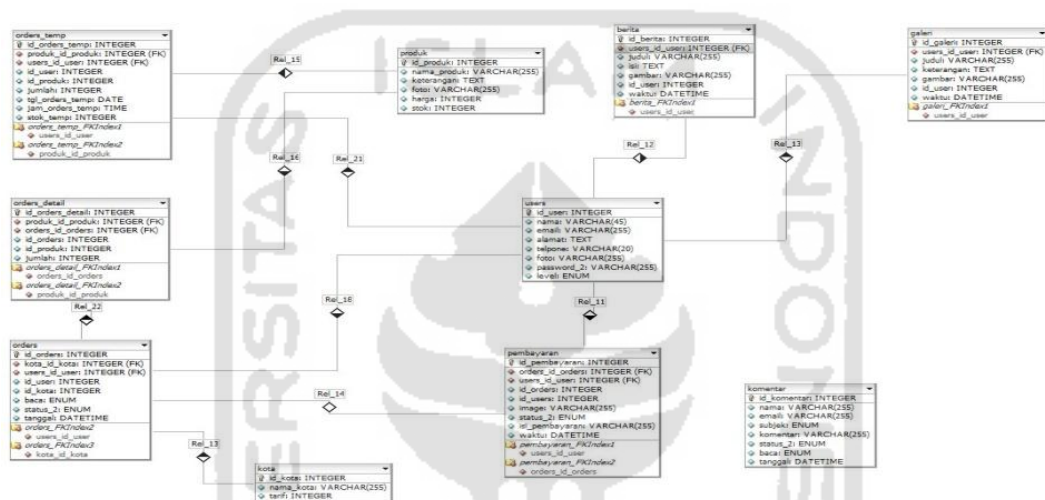 orders_temp
id_orders_temp: INTEGER
produk_id_produk: INTEGER (FK)
users_id_user: INTEGER (FK)
id_user: INTEGER
id_produk: INTEGER
jumlah: INTEGER
tgl_orders_temp: DATE
jam_orders_temp: TIME
stok_temp: INTEGER
orders_temp_FKIndex1
users_id_user
orders_temp_FKIndex2
produk_id_produk
Rel_15
produk
id_produk: INTEGER
nama_produk: VARCHAR(255)
keterangan: TEXT
foto: VARCHAR(255)
harga: INTEGER
stok: INTEGER
berita
id_berita: INTEGER
users_id_user: INTEGER (FK)
judul: VARCHAR(255)
isi: TEXT
gambar: VARCHAR(255)
id_user: INTEGER
waktu: DATETIME
berita_FKIndex1
users_id_user
galeri
id_galeri: INTEGER
users_id_user: INTEGER (FK)
judul: VARCHAR(255)
keterangan: TEXT
gambar: VARCHAR(255)
id_user: INTEGER
waktu: DATETIME
galeri_FKIndex1
users_id_user
Rel_16
Rel_21
Rel_12
Rel_13
orders_detail
id_orders_detail: INTEGER
produk_id_produk: INTEGER (FK)
orders_id_orders: INTEGER (FK)
id_orders: INTEGER
id_produk: INTEGER
jumlah: INTEGER
orders_detail_FKIndex1
orders_id_orders
orders_detail_FKIndex2
produk_id_produk
users
id_user: INTEGER
nama: VARCHAR(45)
email: VARCHAR(255)
alamat: TEXT
telpone: VARCHAR(20)
foto: VARCHAR(255)
password_2: VARCHAR(255)
level: ENUM
Rel_22
Rel_18
Rel_11
orders
id_orders: INTEGER
kota_id_kota: INTEGER (FK)
users_id_user: INTEGER (FK)
id_user: INTEGER
id_kota: INTEGER
baca: ENUM
status_2: ENUM
tanggal: DATETIME
orders_FKIndex2
users_id_user
orders_FKIndex3
kota_id_kota
Rel_14
pembayaran
id_pembayaran: INTEGER
orders_id_orders: INTEGER (FK)
users_id_user: INTEGER (FK)
id_orders: INTEGER
id_users: INTEGER
image: VARCHAR(255)
status_2: ENUM
isi_pembayaran: VARCHAR(255)
waktu: DATETIME
pembayaran_FKIndex1
users_id_user
pembayaran_FKIndex2
orders_id_orders
komentar
id_komentar: INTEGER
nama: VARCHAR(255)
email: VARCHAR(255)
subjek: ENUM
komentar: VARCHAR(255)
status_2: ENUM
baca: ENUM
tanggal: DATETIME
Rel_13
kota
id_kota: INTEGER
nama_kota: VARCHAR(255)
tarif: INTEGER